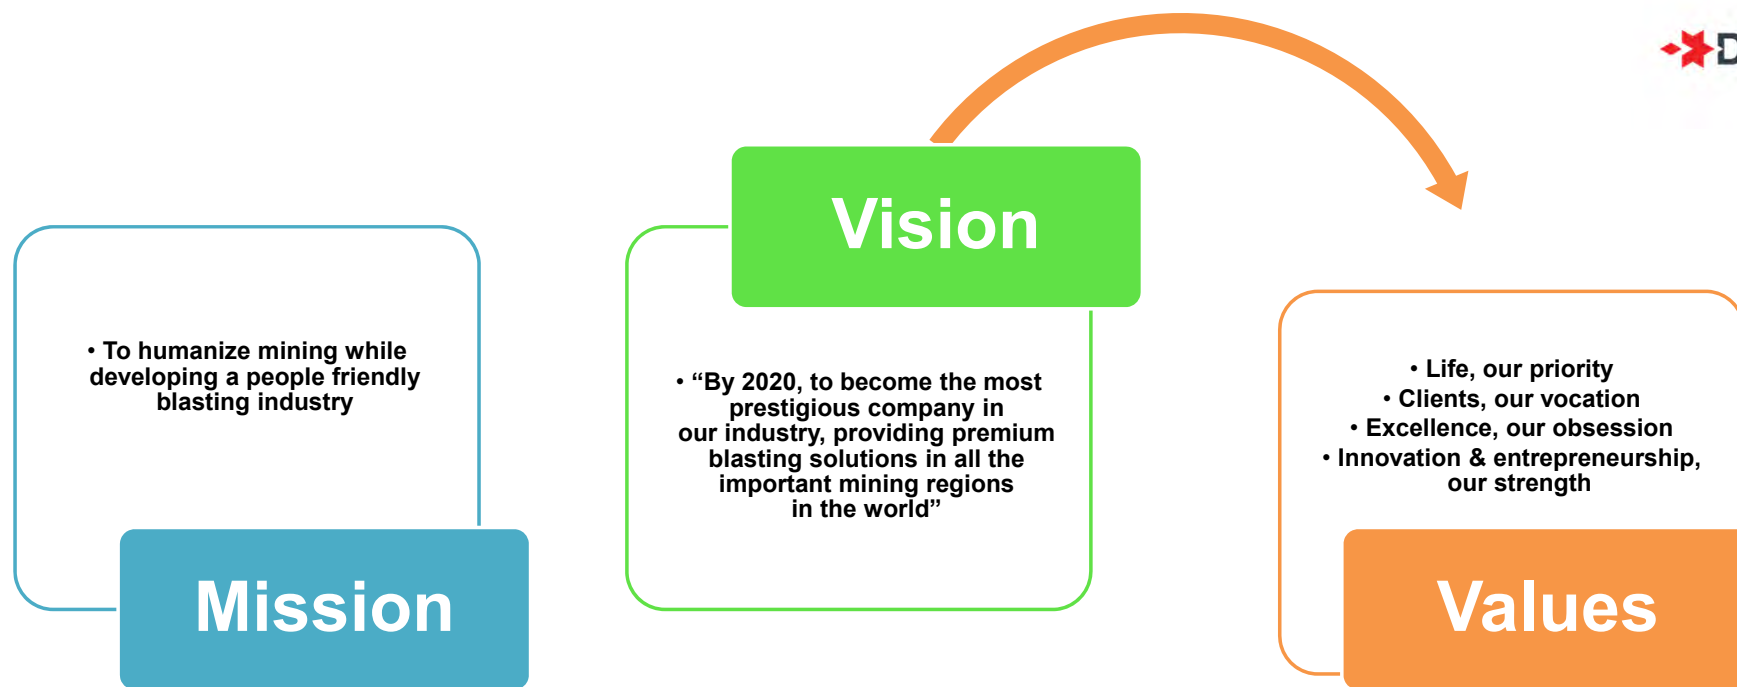 • To humanize mining while
developing a people friendly
blasting industry
Mission
Vision
• “By 2020, to become the most
prestigious company in
our industry, providing premium
blasting solutions in all the
important mining regions
in the world”
• Life, our priority
• Clients, our vocation
• Excellence, our obsession
• Innovation & entrepreneurship,
our strength
Values